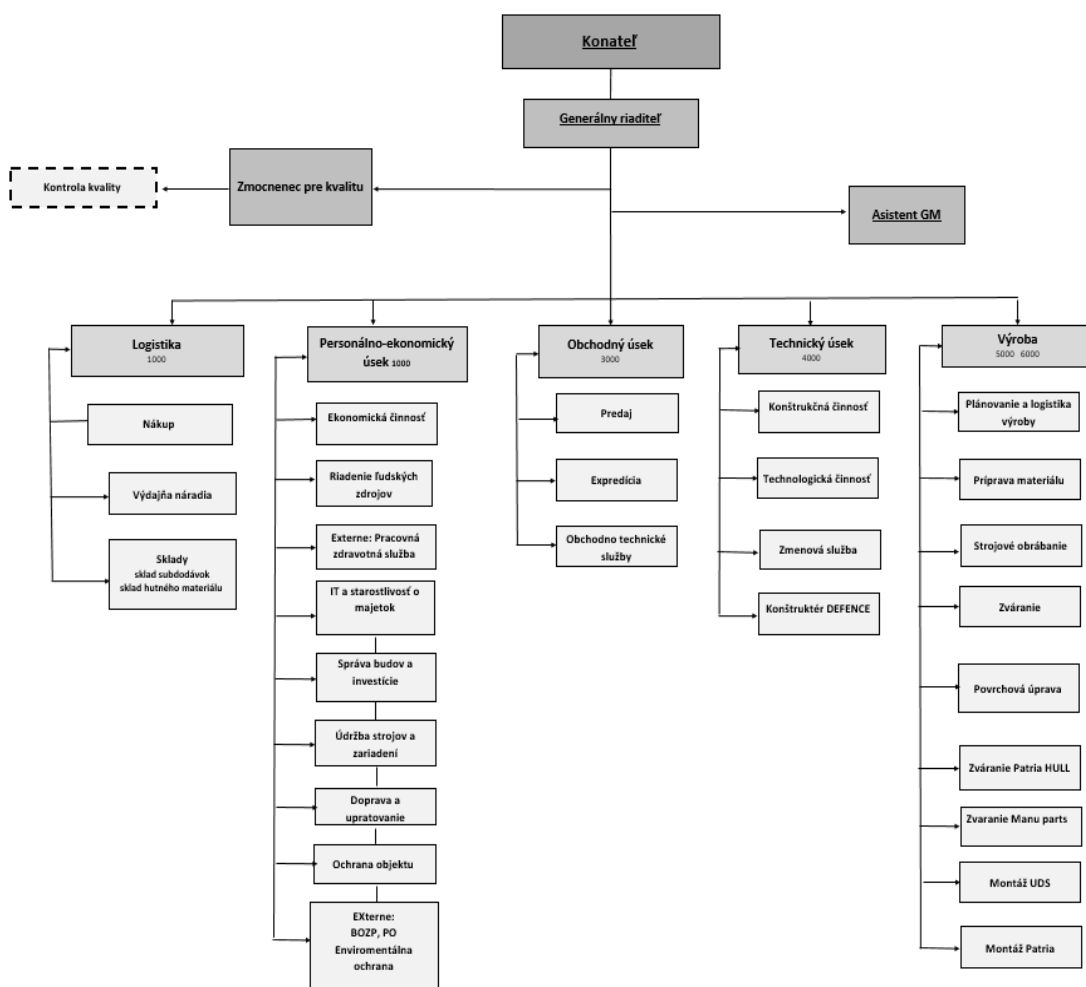 Konateľ
Generálny riaditeľ
Kontrola kvality
Zmocnenec pre kvalitu
Asistent GM
Logistika
1000
Nákup
Výdajňa náradia
Sklady
sklad subdodávok
sklad hutného materiálu
Personálno-ekonomický
úsek 1000
Ekonomická činnosť
Riadenie ľudských
zdrojov
Externe: Pracovná
zdravotná služba
IT a starostlivosť o
majetok
Správa budov a
investície
Údržba strojov a
zariadení
Doprava a
upratovanie
Ochrana objektu
EXterne:
BOZP, PO
Enviromentálna
ochrana
Obchodný úsek
3000
Predaj
Expredícia
Obchodno technické
služby
Technický úsek
4000
Konštrukčná činnosť
Technologická činnosť
Zmenová služba
Konštruktér DEFENCE
Výroba
5000 6000
Plánovanie a logistika
výroby
Príprava materiálu
Strojové obrábanie
Zváranie
Povrchová úprava
Zváranie Patria HULL
Zvaranie Manu parts
Montáž UDS
Montáž Patria